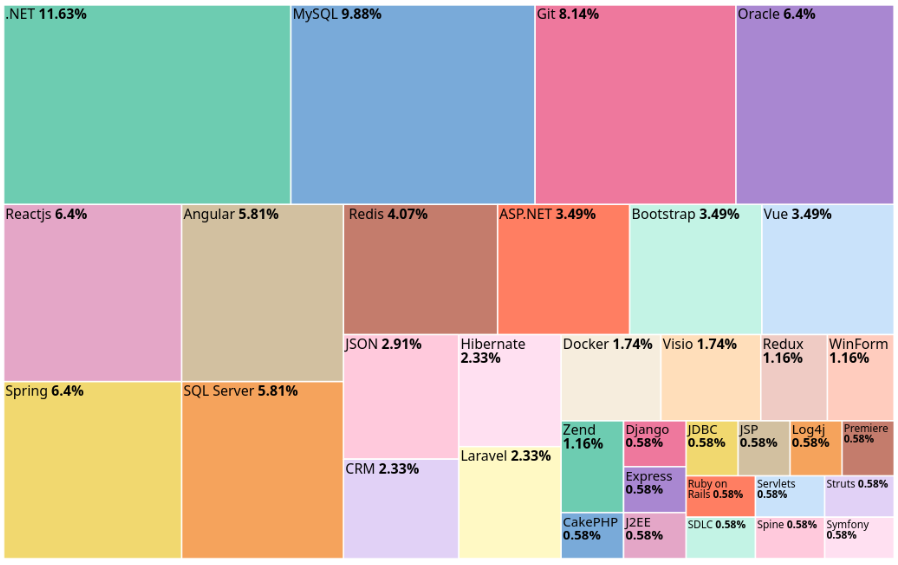 .NET 11.63%
MySQL 9.88%
Git 8.14%
Oracle 6.4%
Reactjs 6.4%
Angular 5.81%
Redis 4.07%
ASP.NET 3.49%
Bootstrap 3.49%
Vue 3.49%
JSON 2.91%
Hibernate
2.33%
Docker 1.74%
Visio 1.74%
Redux
1.16%
WinForm
1.16%
Spring 6.4%
SQL Server 5.81%
CRM 2.33%
Laravel 2.33%
Zend
1.16%
Django
0.58%
JDBC
0.58%
JSP
0.58%
Log4j
0.58%
Premiere
0.58%
Express
0.58%
Ruby on
Rails 0.58%
Servlets
0.58%
Struts 0.58%
CakePHP
0.58%
J2EE
0.58%
SDLC 0.58%
Spine 0.58%
Symfony
0.58%